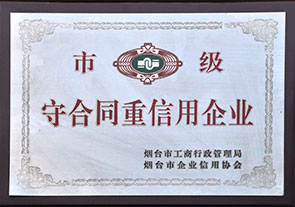 市级
守合同重信用企业
烟台市工商行政管理局
烟台市企业信用协会